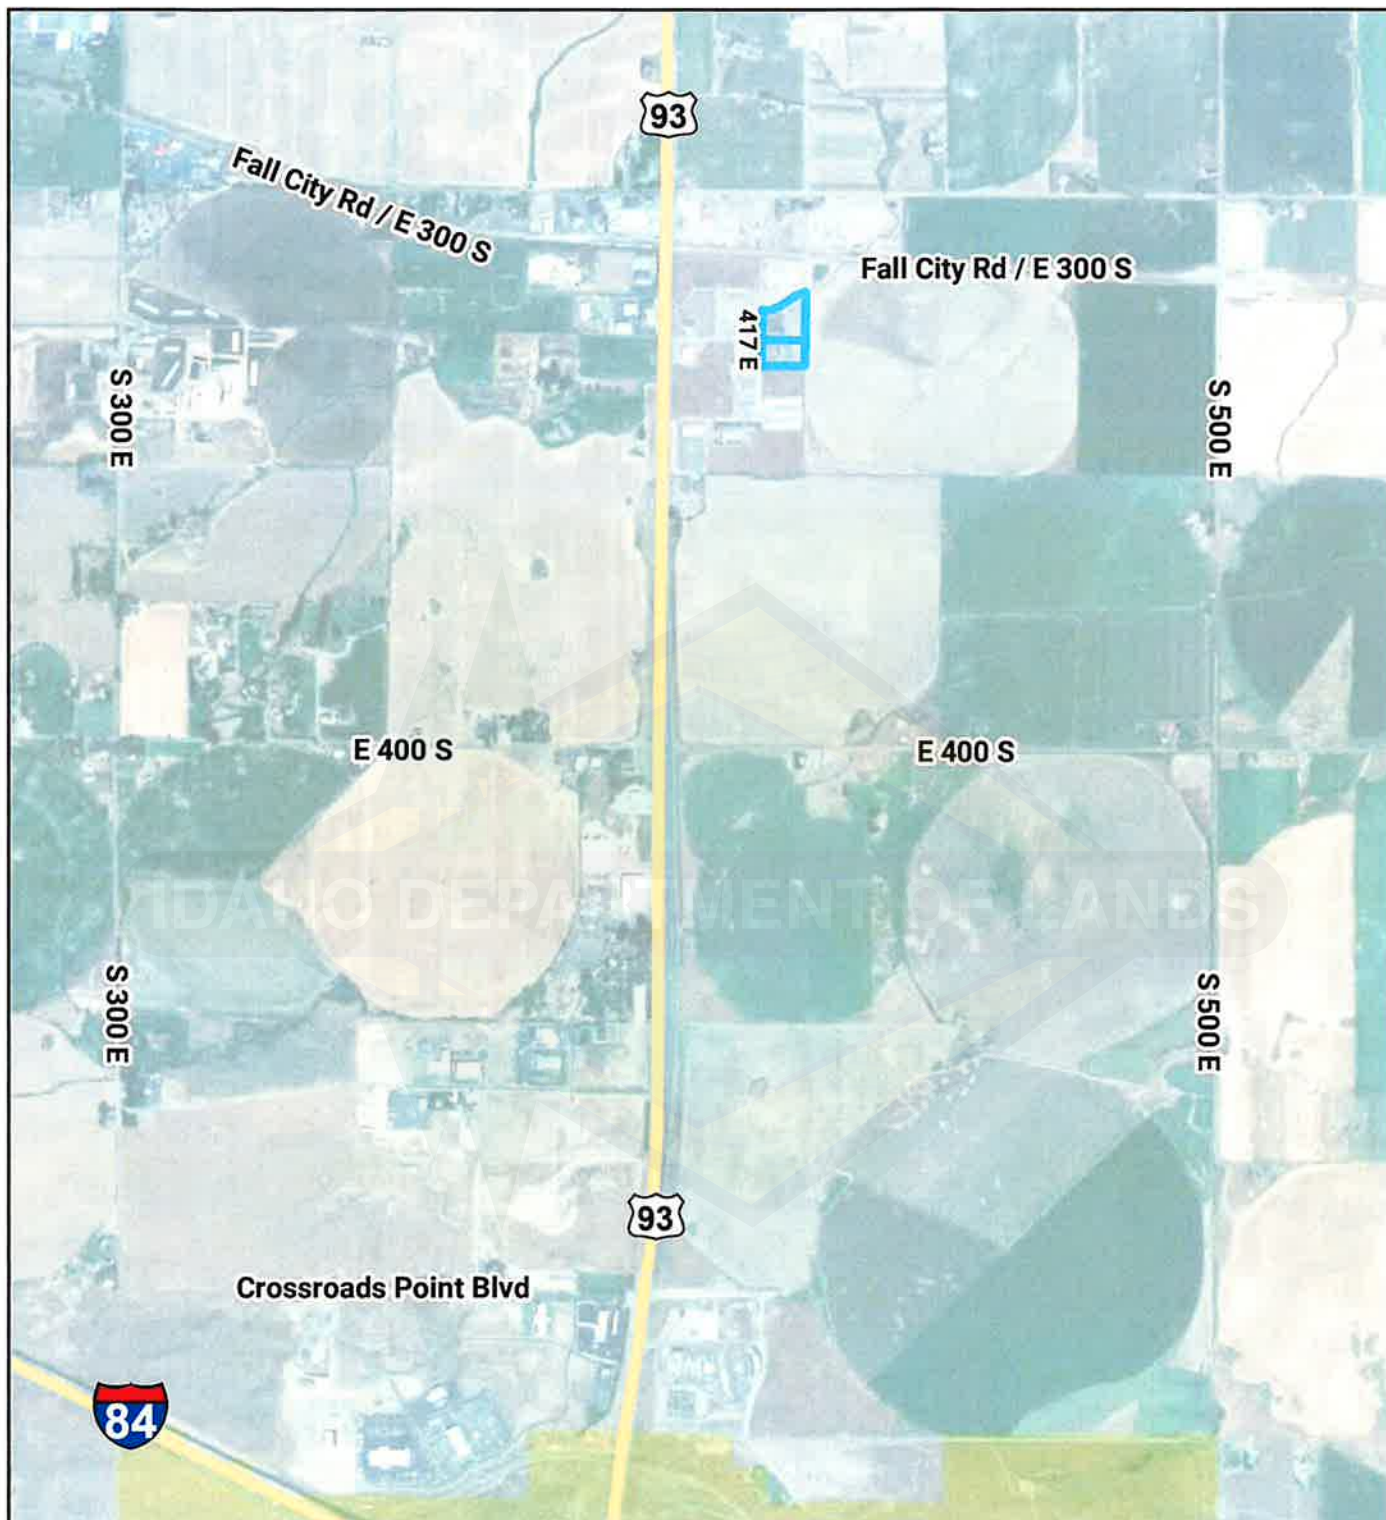 93
Fall City Rd / E 300 S
Fall City Rd / E 300 S
417 E
S 300 E
S 500 E
E 400 S
E 400 S
IDAHO DEPARTMENT OF LANDS
S 300 E
S 500 E
93
Crossroads Point Blvd
84